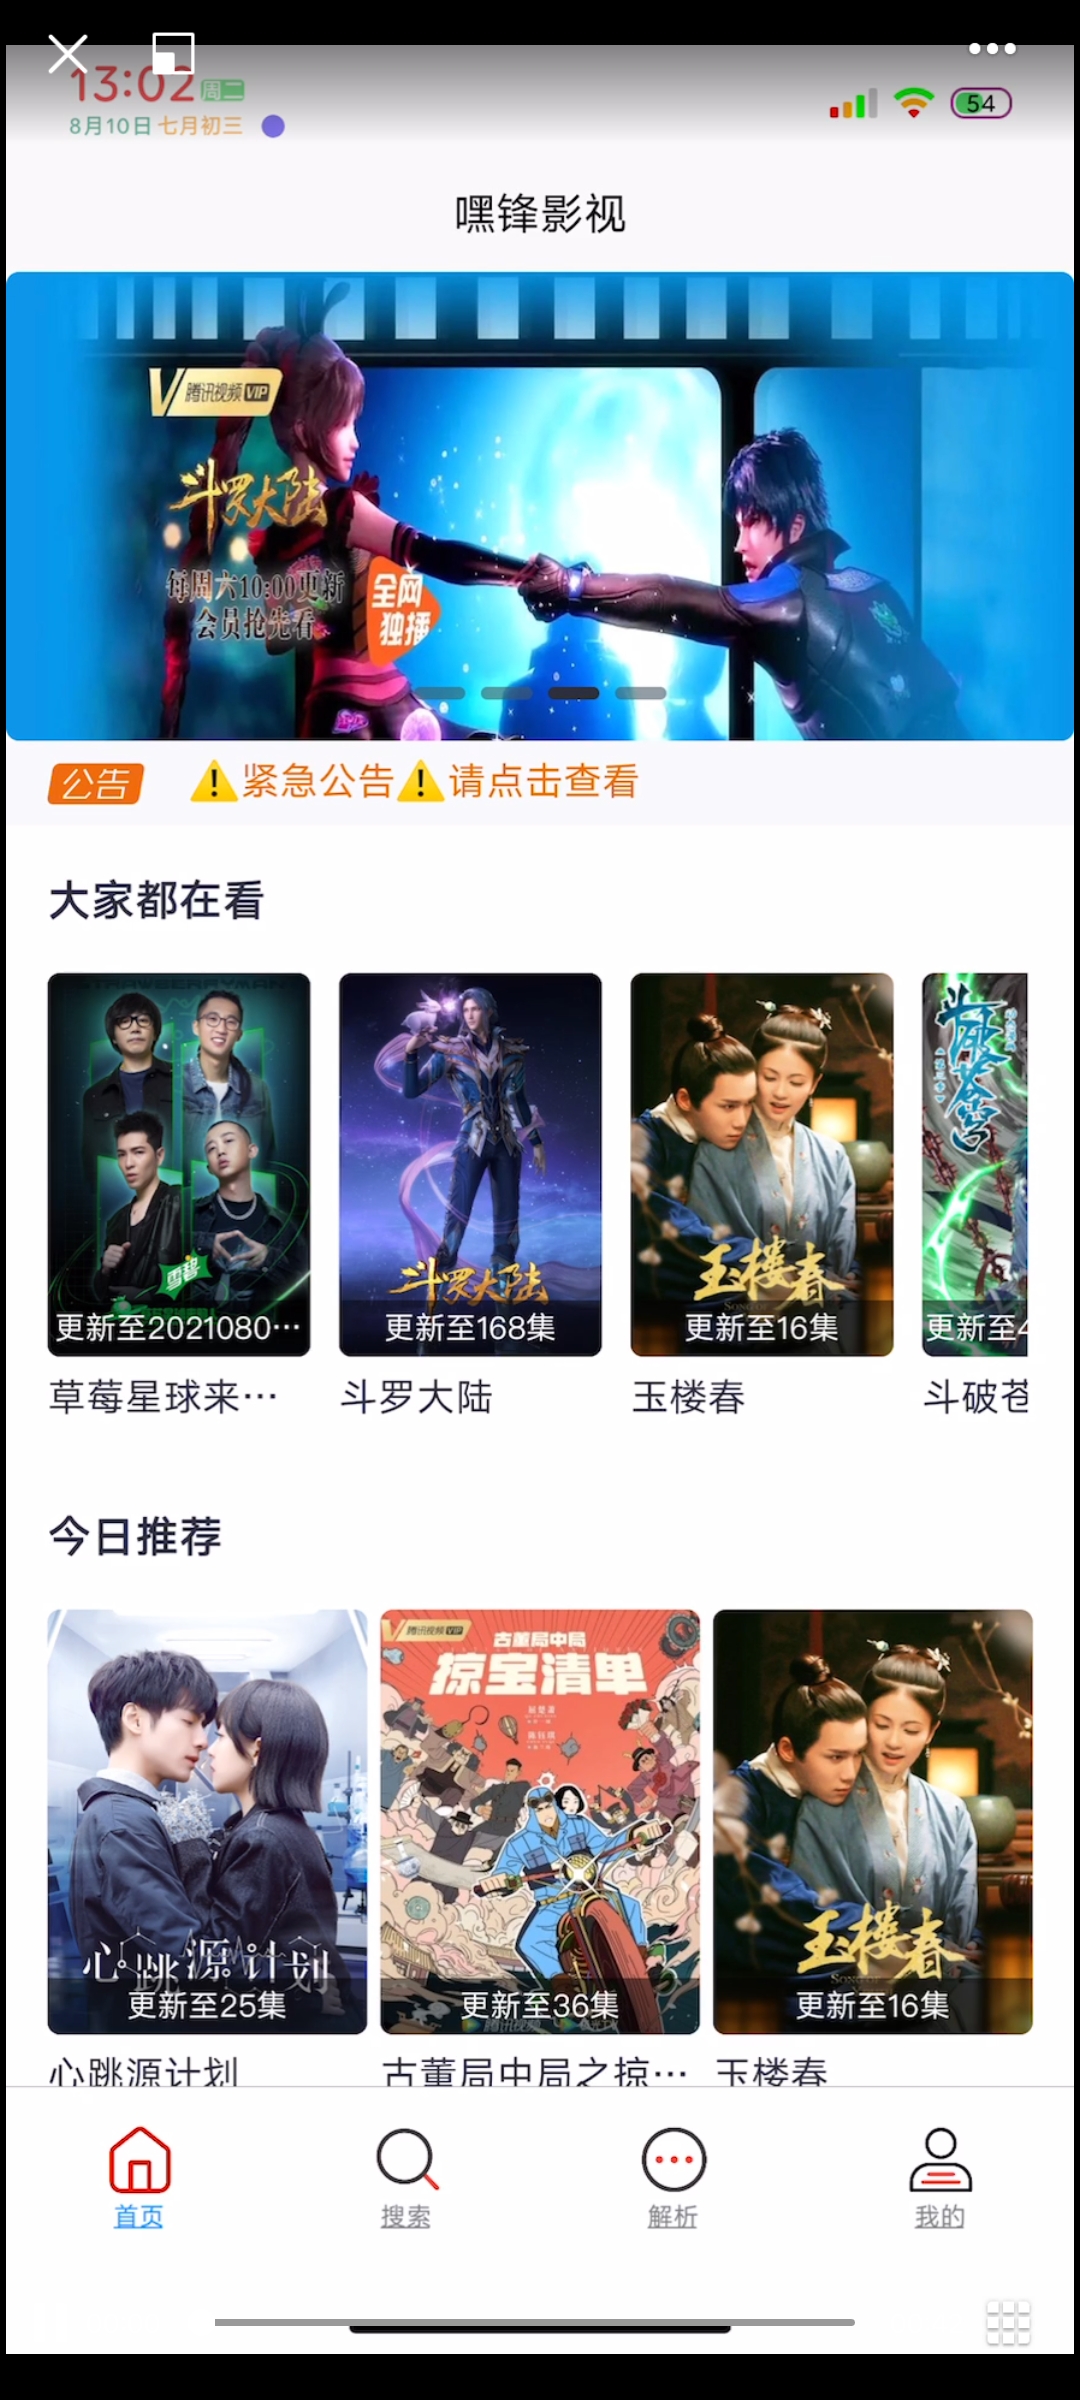 13:02 周二
8月10日 七月初三
54
嘿锋影视
腾讯视频 VIP
斗罗大陆
每周六10:00更新
会员抢先看
全网
独播
公告 ⚠️紧急公告⚠️请点击查看
大家都在看
雪碧
斗罗大陆
玉楼春
斗破苍穹
更新至2021080…
更新至168集
更新至16集
更新至4
草莓星球来…
斗罗大陆
玉楼春
斗破苍
今日推荐
腾讯视频 VIP
古董局中局
掠宝清单
心跳源计划
玉楼春
更新至25集
更新至36集
更新至16集
心跳源计划
古董局中局之掠…
玉楼春
首页
搜索
解析
我的